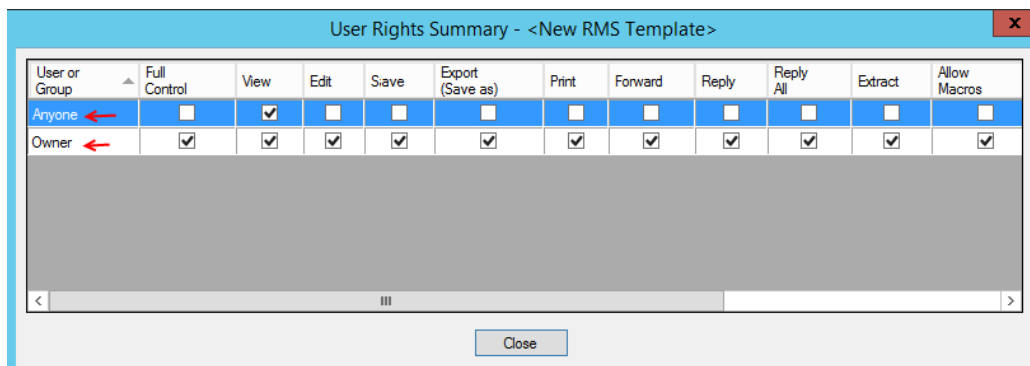 User Rights Summary - <New RMS Template>
x
User or Group Full Control View Edit Save Export (Save as) Print Forward Reply Reply All Extract Allow Macros
Anyone
Owner
Close